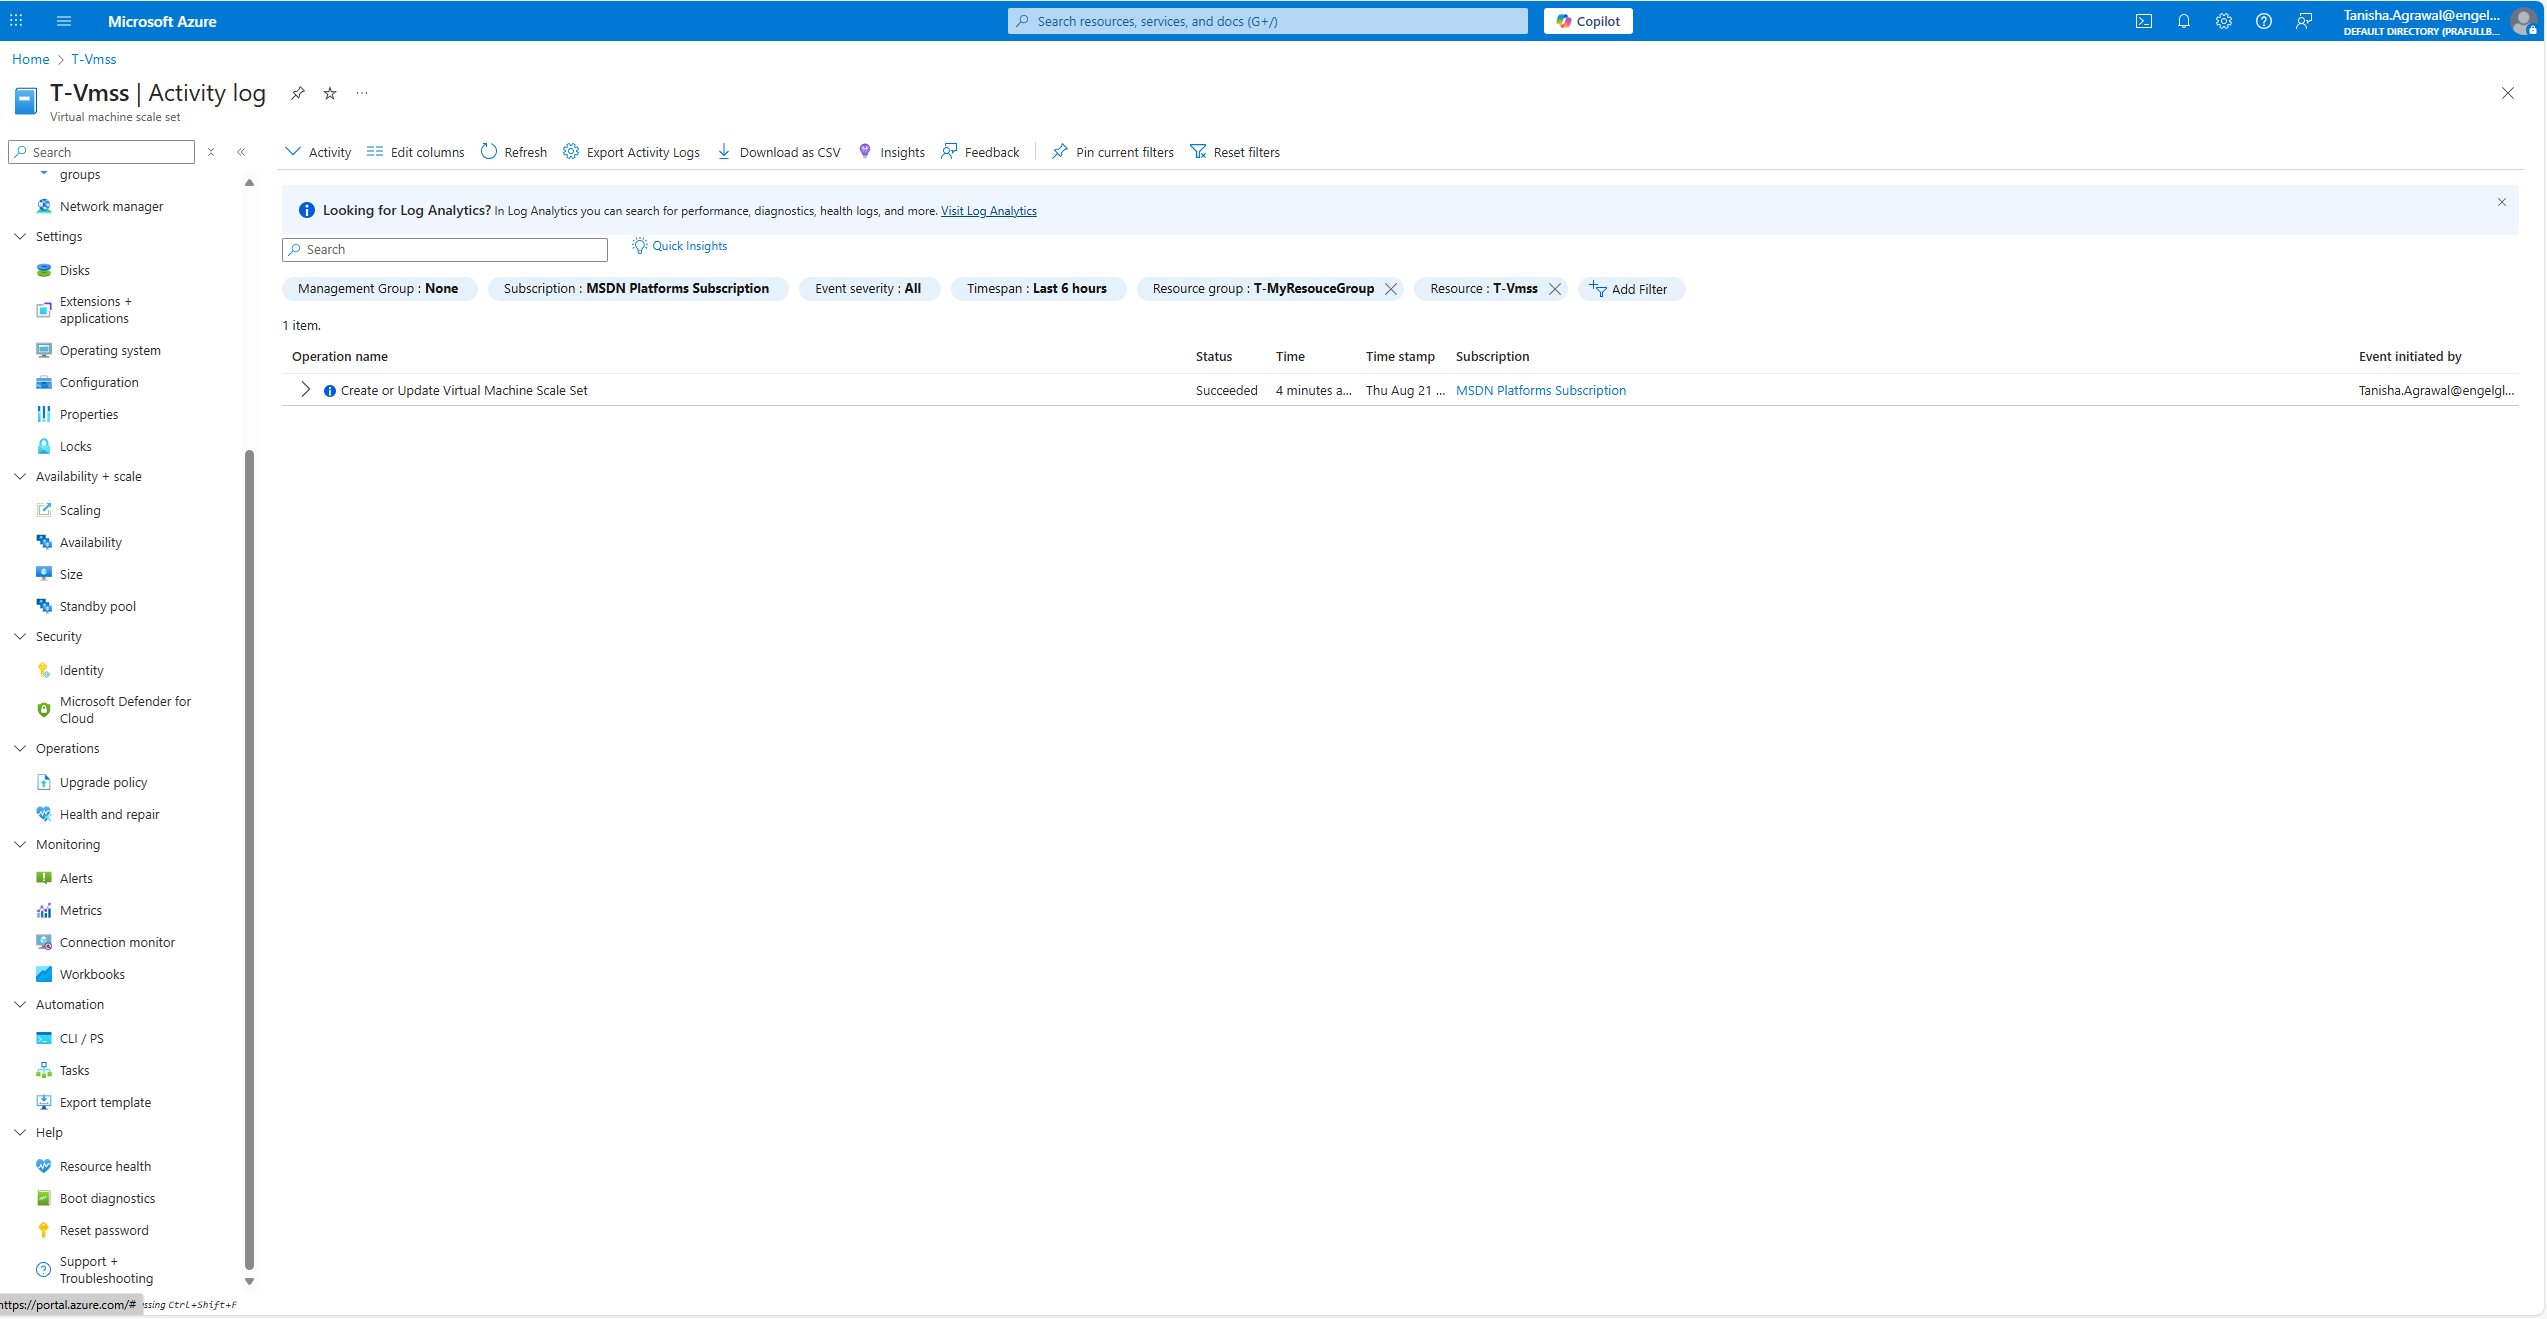 Microsoft Azure
Search resources, services, and docs (G+/)
Copilot
Tanisha.Agrawal@engel...
DEFAULT DIRECTORY (PRAFULLB...
Home > T-Vmss
T-Vmss | Activity log
Virtual machine scale set
Search
Activity
Edit columns
Refresh
Export Activity Logs
Download as CSV
Insights
Feedback
Pin current filters
Reset filters
groups
Network manager
Settings
Disks
Extensions +
applications
Operating system
Configuration
Properties
Locks
Availability + scale
Scaling
Availability
Size
Standby pool
Security
Identity
Microsoft Defender for
Cloud
Operations
Upgrade policy
Health and repair
Monitoring
Alerts
Metrics
Connection monitor
Workbooks
Automation
CLI / PS
Tasks
Export template
Help
Resource health
Boot diagnostics
Reset password
Support +
Troubleshooting
https://portal.azure.com/#
Ctrl+Shift+F
Looking for Log Analytics? In Log Analytics you can search for performance, diagnostics, health logs, and more. Visit Log Analytics
Search
Quick Insights
Management Group : None
Subscription : MSDN Platforms Subscription
Event severity : All
Timespan : Last 6 hours
Resource group : T-MyResouceGroup
Resource : T-Vmss
Add Filter
1 item.
Operation name Status Time Time stamp Subscription Event initiated by
Create or Update Virtual Machine Scale Set Succeeded 4 minutes a... Thu Aug 21 ... MSDN Platforms Subscription Tanisha.Agrawal@engelgl...